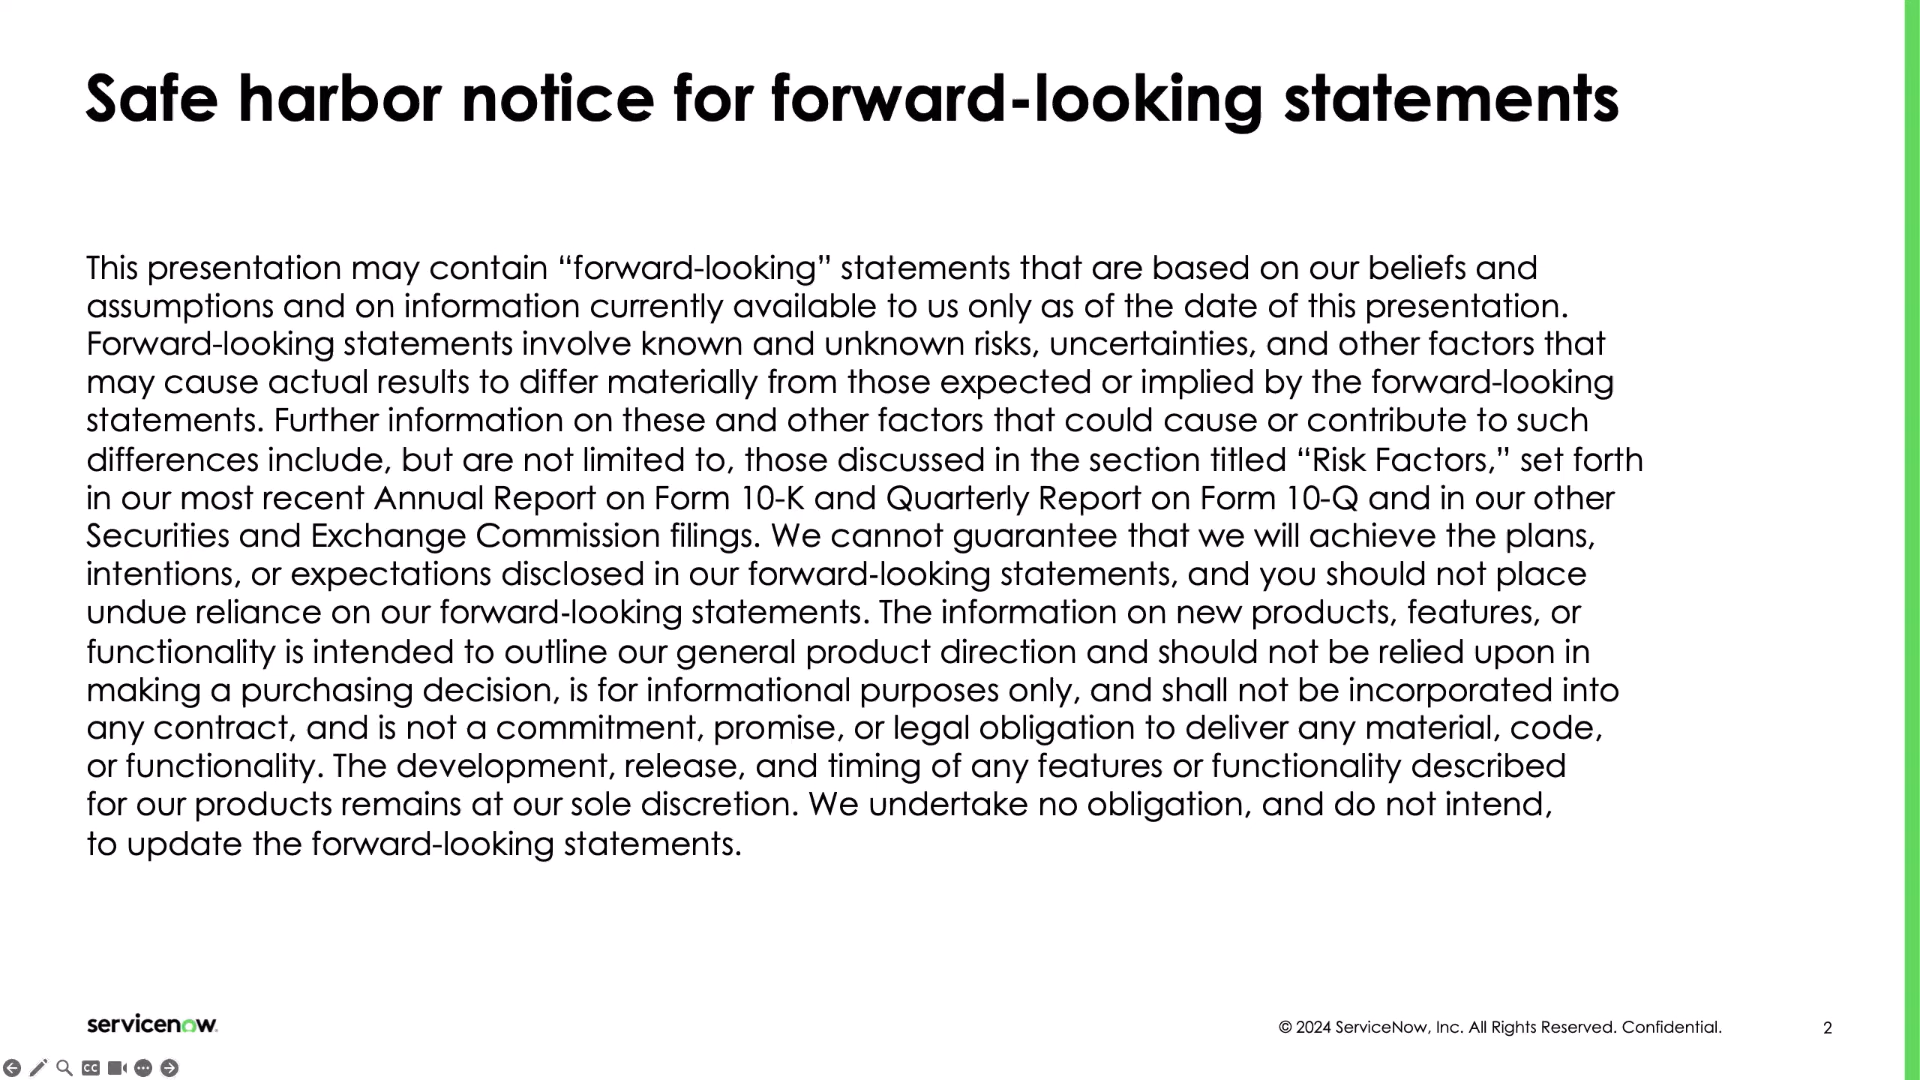 Safe harbor notice for forward-looking statements
This presentation may contain “forward-looking” statements that are based on our beliefs and
assumptions and on information currently available to us only as of the date of this presentation.
Forward-looking statements involve known and unknown risks, uncertainties, and other factors that
may cause actual results to differ materially from those expected or implied by the forward-looking
statements. Further information on these and other factors that could cause or contribute to such
differences include, but are not limited to, those discussed in the section titled “Risk Factors,” set forth
in our most recent Annual Report on Form 10-K and Quarterly Report on Form 10-Q and in our other
Securities and Exchange Commission filings. We cannot guarantee that we will achieve the plans,
intentions, or expectations disclosed in our forward-looking statements, and you should not place
undue reliance on our forward-looking statements. The information on new products, features, or
functionality is intended to outline our general product direction and should not be relied upon in
making a purchasing decision, is for informational purposes only, and shall not be incorporated into
any contract, and is not a commitment, promise, or legal obligation to deliver any material, code,
or functionality. The development, release, and timing of any features or functionality described
for our products remains at our sole discretion. We undertake no obligation, and do not intend,
to update the forward-looking statements.
servicenow.
© 2024 ServiceNow, Inc. All Rights Reserved. Confidential.
2
CC